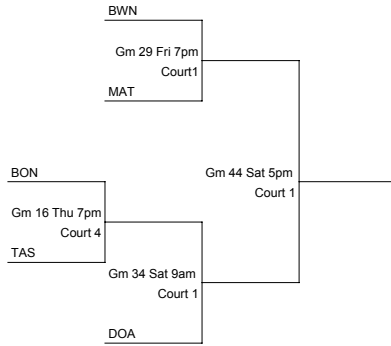 BWN
Gm 29 Fri 7pm
Court1
MAT
BON
Gm 44 Sat 5pm
Court 1
Gm 16 Thu 7pm
Court 4
TAS
Gm 34 Sat 9am
Court 1
DOA